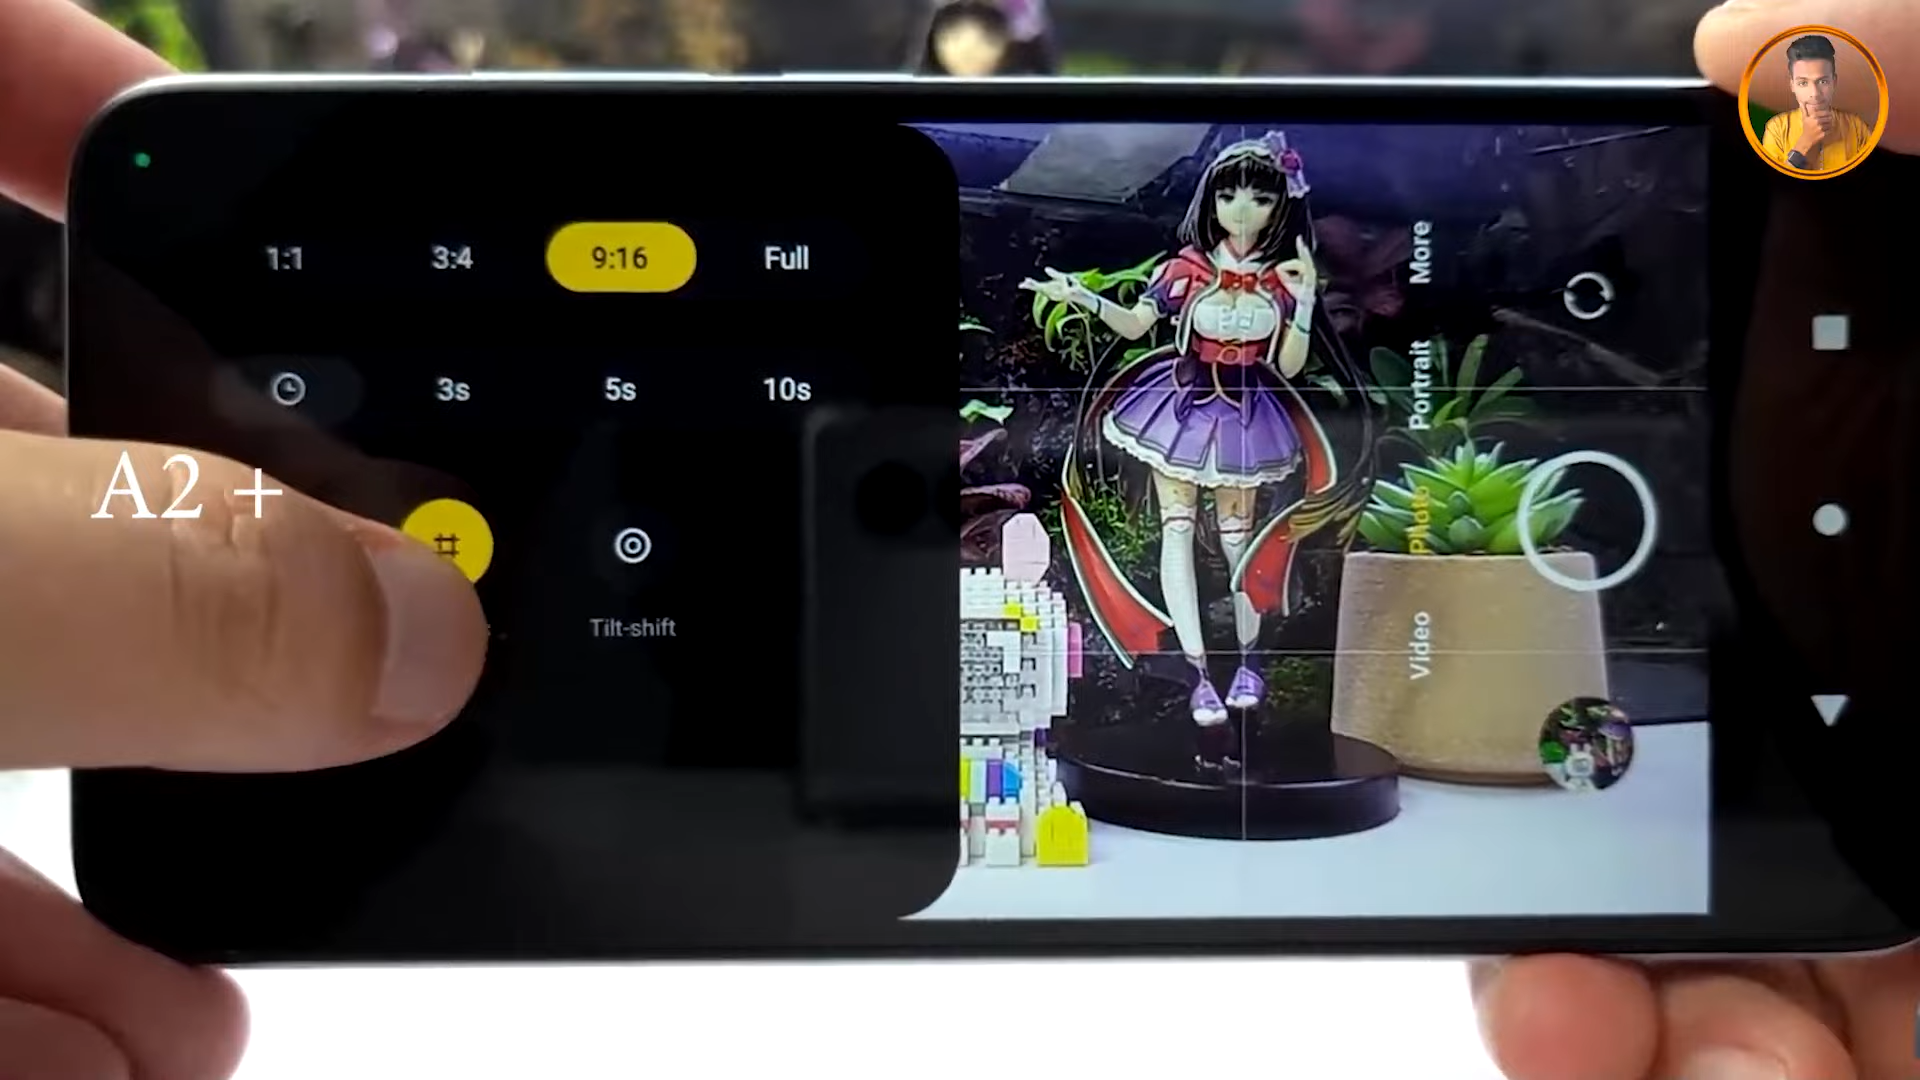 1:1 3:4 9:16 Full
3s 5s 10s
A2 +
Tilt-shift
More
Portrait
Photo
Video